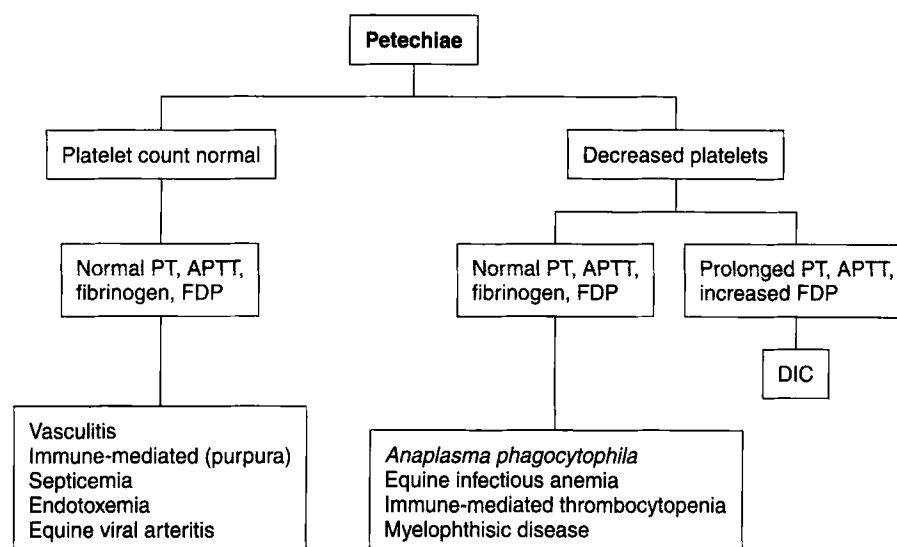 Petechiae
Platelet count normal
Decreased platelets
Normal PT, APTT,
fibrinogen, FDP
Normal PT, APTT,
fibrinogen, FDP
Prolonged PT, APTT,
increased FDP
DIC
Vasculitis
Immune-mediated (purpura)
Septicemia
Endotoxemia
Equine viral arteritis
Anaplasma phagocytophila
Equine infectious anemia
Immune-mediated thrombocytopenia
Myelophthisic disease